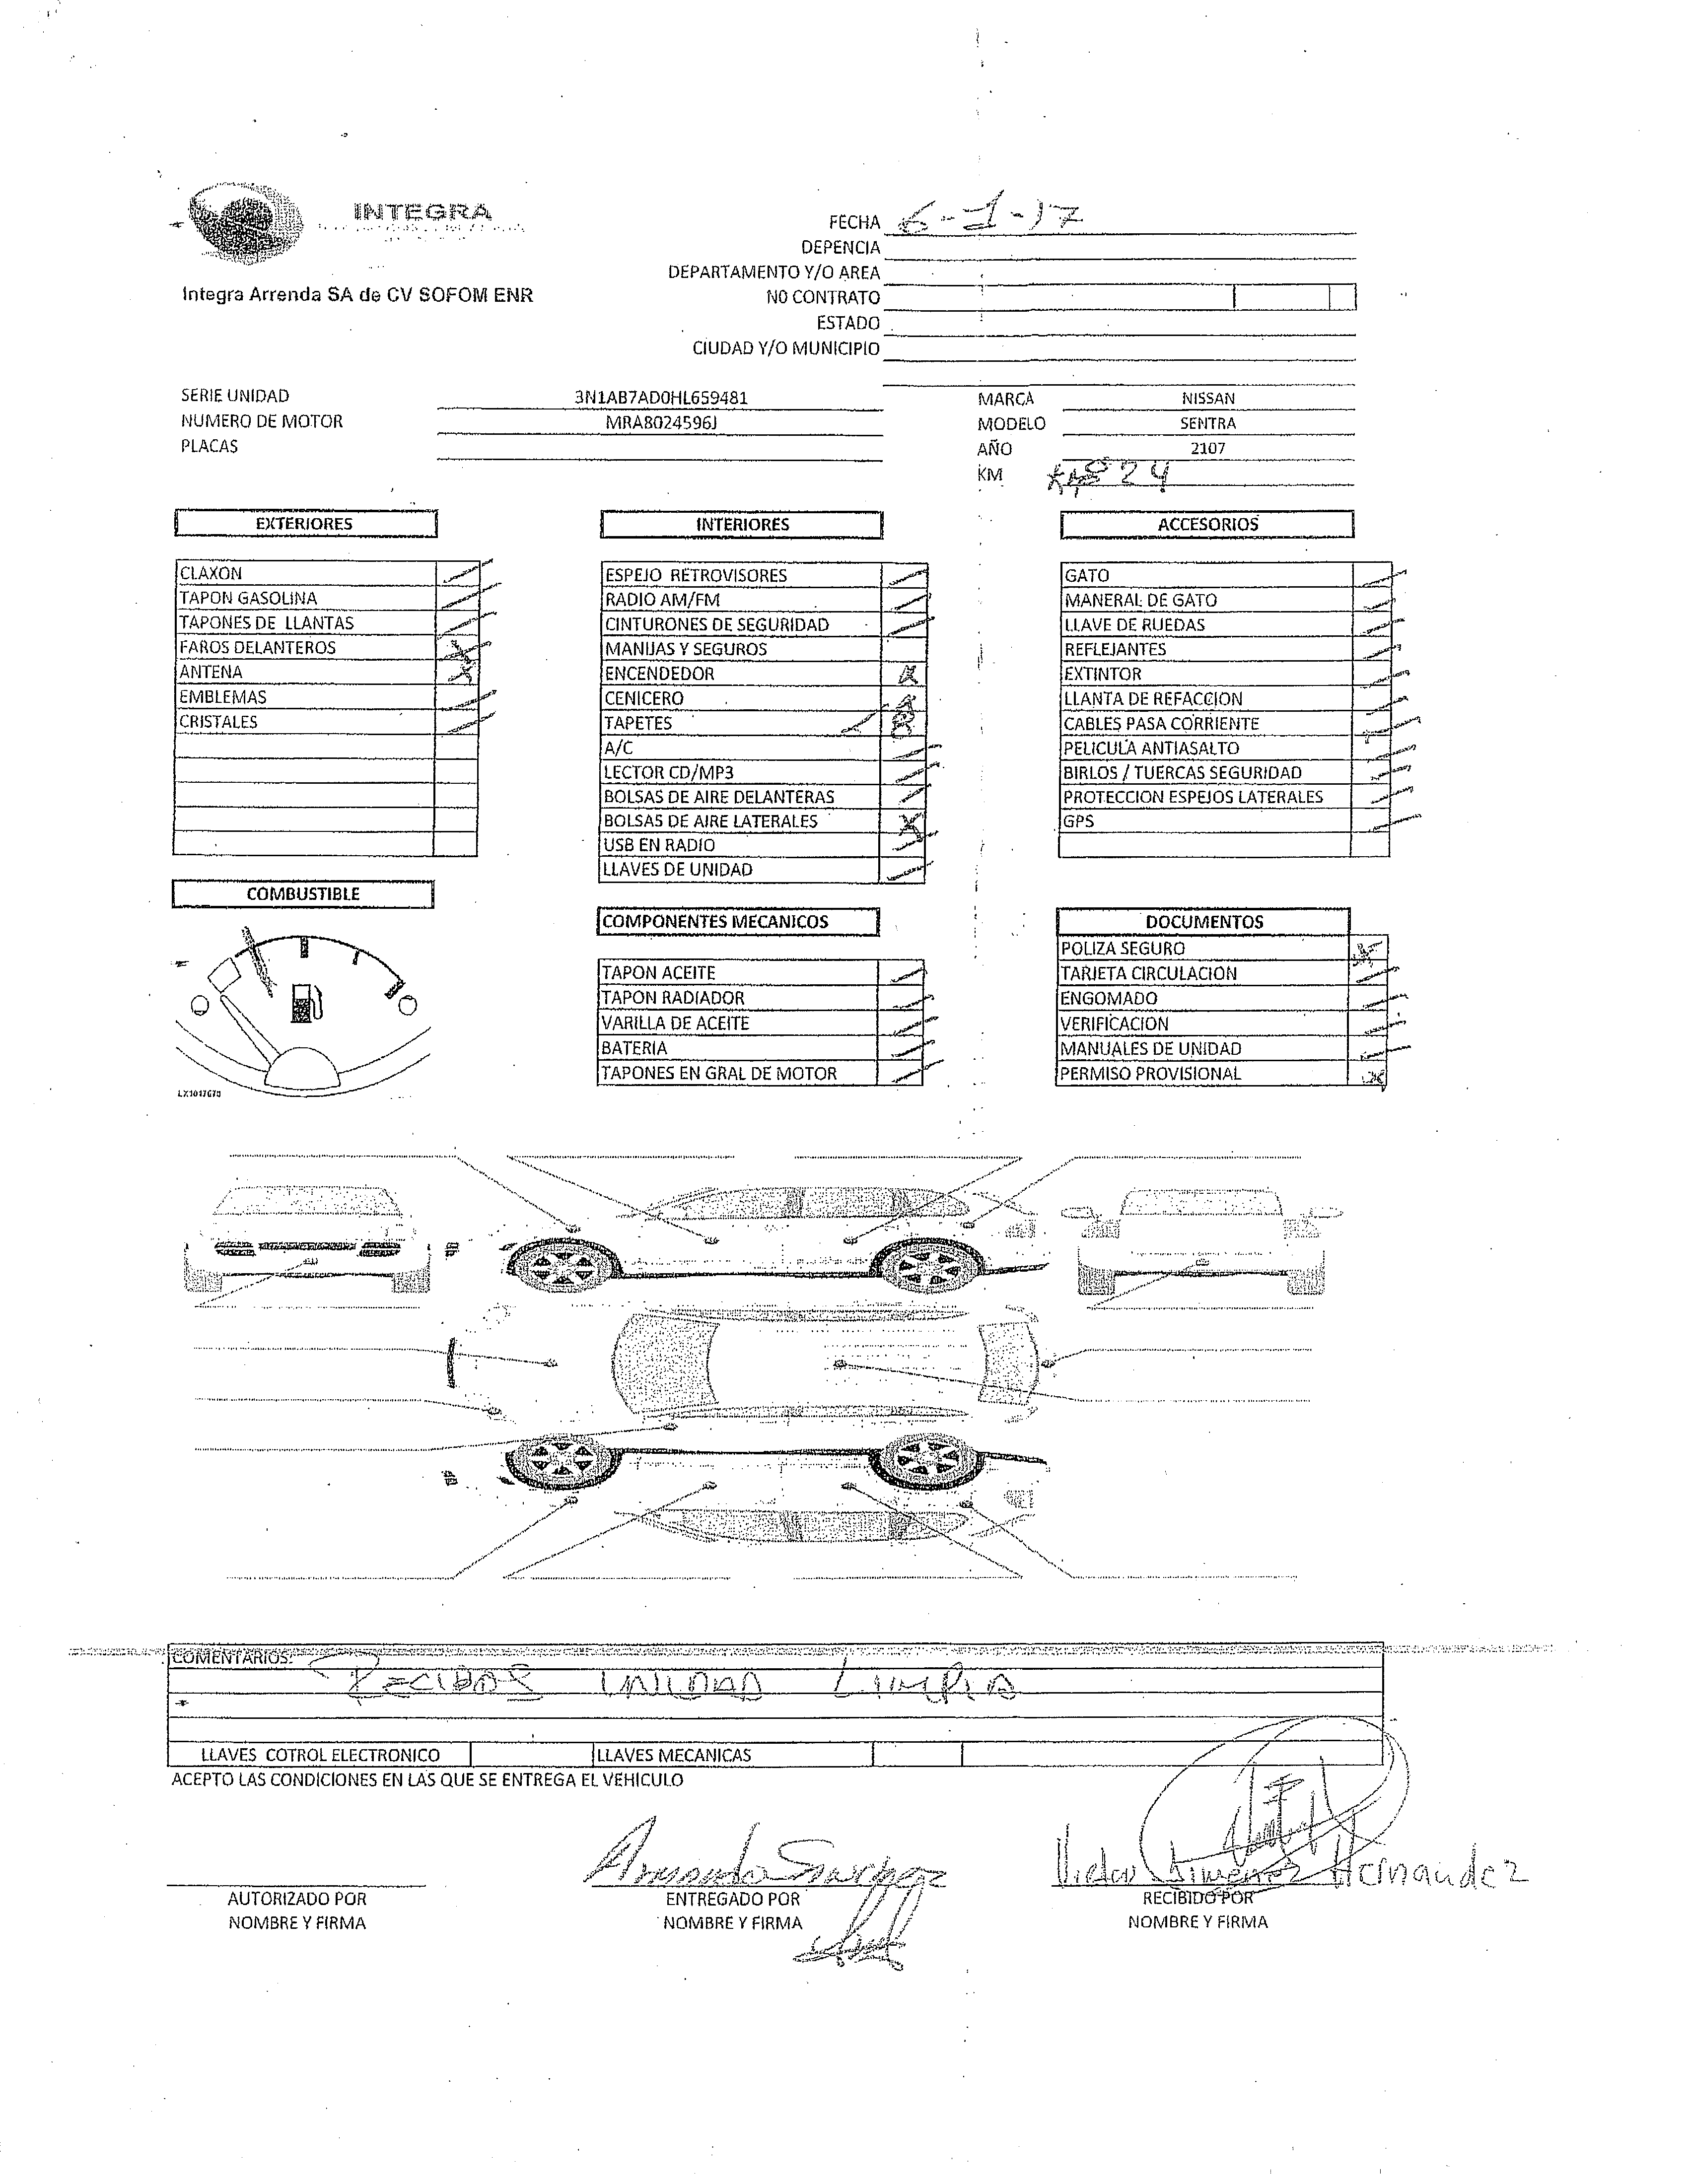 INTEGRA
Integra Arrenda SA de CV SOFOM ENR
FECHA 6-1-17
DEPENCIA
DEPARTAMENTO Y/O AREA
NO CONTRATO
ESTADO
CIUDAD Y/O MUNICIPIO
SERIE UNIDAD 3N1AB7AD0HL659481 MARCA NISSAN
NUMERO DE MOTOR MRA8024596J MODELO SENTRA
PLACAS AÑO 2107
KM 824
EXTERIORES
CLAXON
TAPON GASOLINA
TAPONES DE LLANTAS
FAROS DELANTEROS
ANTENA
EMBLEMAS
CRISTALES
INTERIORES
ESPEJO RETROVISORES
RADIO AM/FM
CINTURONES DE SEGURIDAD
MANIJAS Y SEGUROS
ENCENDEDOR
CENICERO
TAPETES
A/C
LECTOR CD/MP3
BOLSAS DE AIRE DELANTERAS
BOLSAS DE AIRE LATERALES
USB EN RADIO
LLAVES DE UNIDAD
ACCESORIOS
GATO
MANERAL DE GATO
LLAVE DE RUEDAS
REFLEJANTES
EXTINTOR
LLANTA DE REFACCION
CABLES PASA CORRIENTE
PELICULA ANTIASALTO
BIRLOS / TUERCAS SEGURIDAD
PROTECCION ESPEJOS LATERALES
GPS
COMBUSTIBLE
LX1017670
COMPONENTES MECANICOS
TAPON ACEITE
TAPON RADIADOR
VARILLA DE ACEITE
BATERIA
TAPONES EN GRAL DE MOTOR
DOCUMENTOS
POLIZA SEGURO
TARJETA CIRCULACION
ENGOMADO
VERIFICACION
MANUALES DE UNIDAD
PERMISO PROVISIONAL
COMENTARIOS:
RECIBOS UNIDAD LIMPIA
LLAVES COTROL ELECTRONICO LLAVES MECANICAS
ACEPTO LAS CONDICIONES EN LAS QUE SE ENTREGA EL VEHICULO
Armando Sanchez Victor Jimenez Hernandez
AUTORIZADO POR ENTREGADO POR RECIBIDO POR
NOMBRE Y FIRMA NOMBRE Y FIRMA NOMBRE Y FIRMA